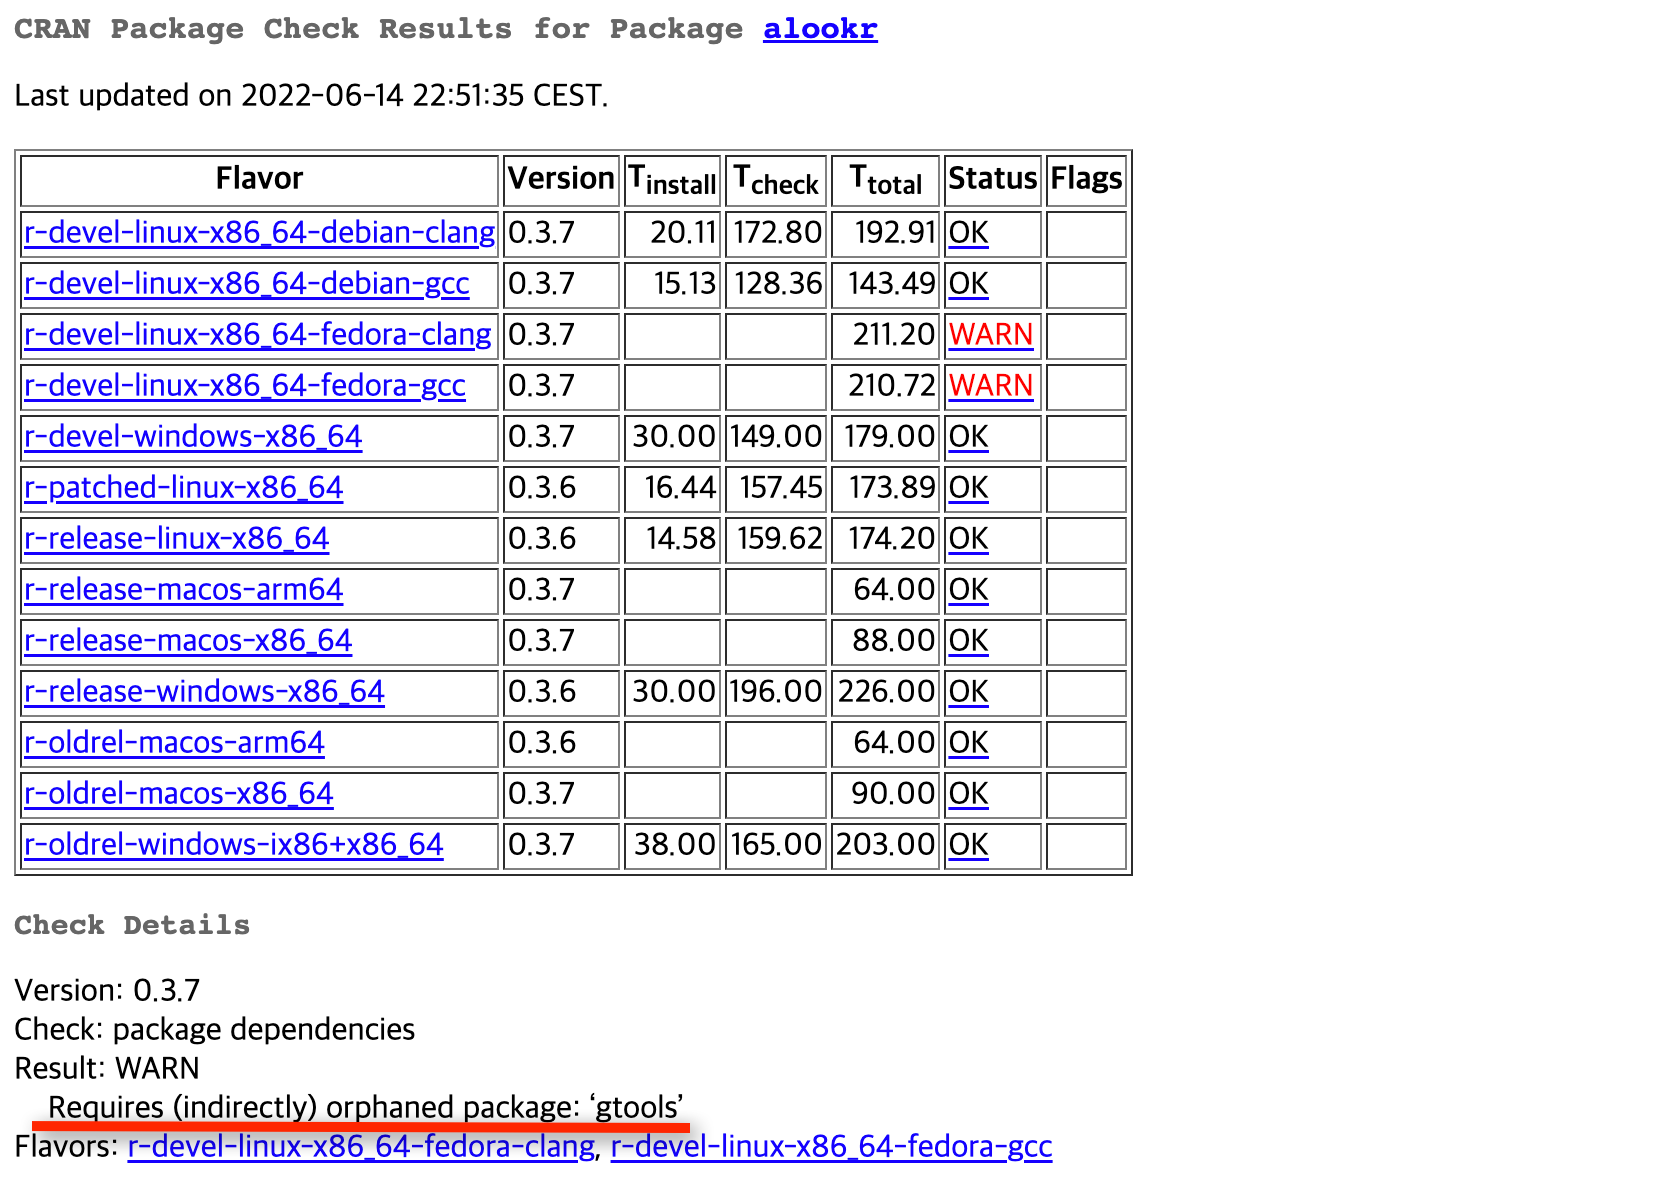 CRAN Package Check Results for Package alookr
Last updated on 2022-06-14 22:51:35 CEST.
Flavor Version Tinstall Tcheck Ttotal Status Flags
r-devel-linux-x86_64-debian-clang 0.3.7 20.11 172.80 192.91 OK
r-devel-linux-x86_64-debian-gcc 0.3.7 15.13 128.36 143.49 OK
r-devel-linux-x86_64-fedora-clang 0.3.7 211.20 WARN
r-devel-linux-x86_64-fedora-gcc 0.3.7 210.72 WARN
r-devel-windows-x86_64 0.3.7 30.00 149.00 179.00 OK
r-patched-linux-x86_64 0.3.6 16.44 157.45 173.89 OK
r-release-linux-x86_64 0.3.6 14.58 159.62 174.20 OK
r-release-macos-arm64 0.3.7 64.00 OK
r-release-macos-x86_64 0.3.7 88.00 OK
r-release-windows-x86_64 0.3.6 30.00 196.00 226.00 OK
r-oldrel-macos-arm64 0.3.6 64.00 OK
r-oldrel-macos-x86_64 0.3.7 90.00 OK
r-oldrel-windows-ix86+x86_64 0.3.7 38.00 165.00 203.00 OK
Check Details
Version: 0.3.7
Check: package dependencies
Result: WARN
Requires (indirectly) orphaned package: ‘gtools’
Flavors: r-devel-linux-x86_64-fedora-clang, r-devel-linux-x86_64-fedora-gcc